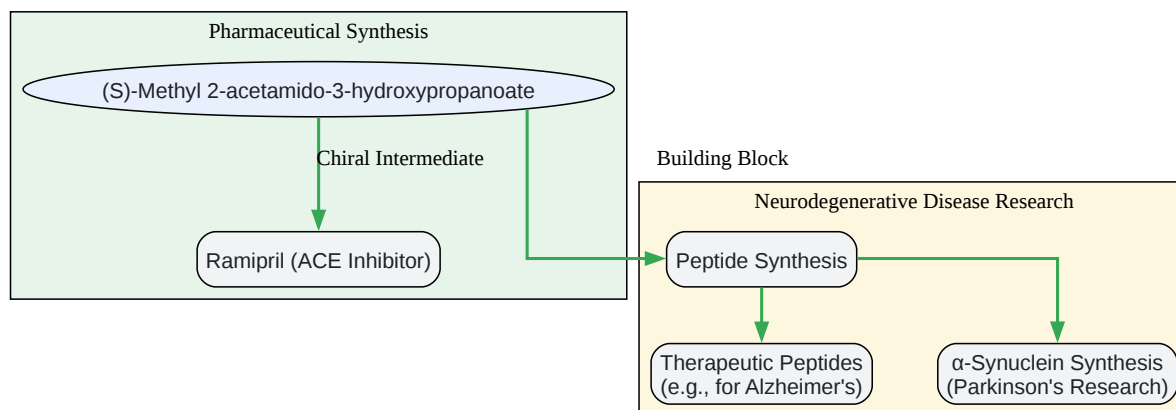 Pharmaceutical Synthesis
(S)-Methyl 2-acetamido-3-hydroxypropanoate
Chiral Intermediate
Building Block
Neurodegenerative Disease Research
Ramipril (ACE Inhibitor)
Peptide Synthesis
Therapeutic Peptides
(e.g., for Alzheimer's)
α-Synuclein Synthesis
(Parkinson's Research)